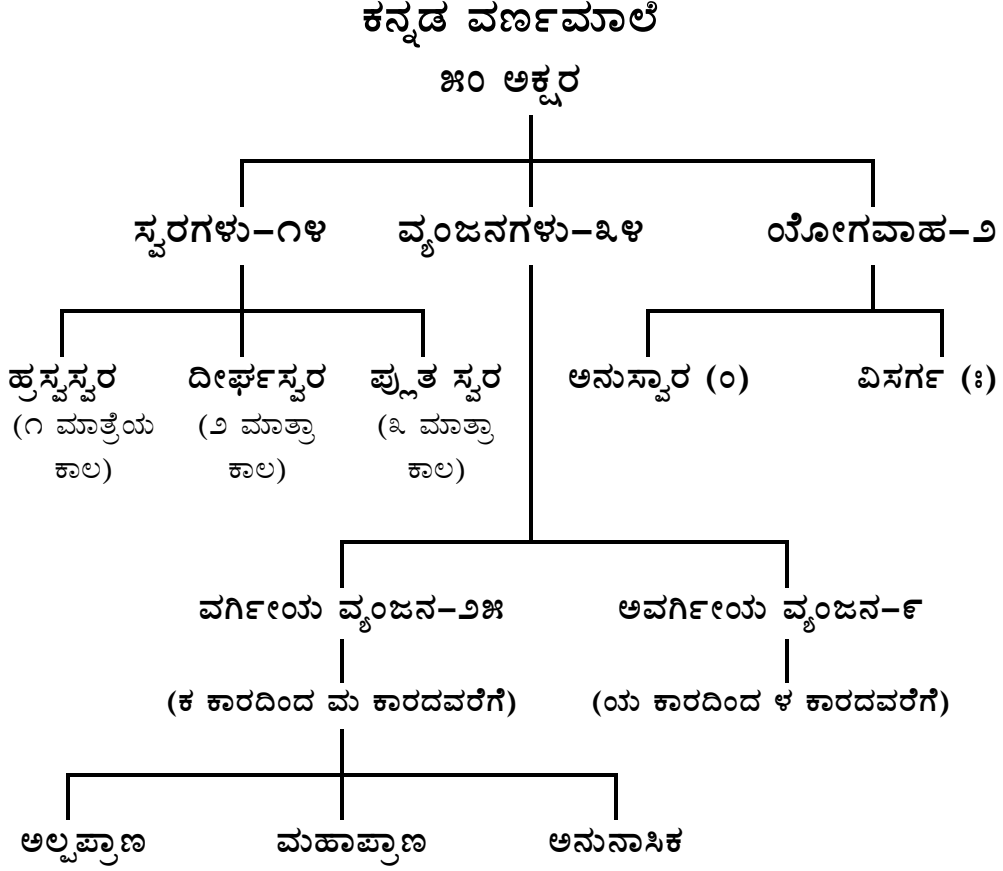 ಕನ್ನಡ ವರ್ಣಮಾಲೆ
೫೦ ಅಕ್ಷರ
ಸ್ವರಗಳು–೧೪ ವ್ಯಂಜನಗಳು–೩೪ ಯೋಗವಾಹ–೨
ಹ್ರಸ್ವಸ್ವರ ದೀರ್ಘಸ್ವರ ಪ್ಲುತ ಸ್ವರ ಅನುಸ್ವಾರ (ಂ) ವಿಸರ್ಗ (ಃ)
(೧ ಮಾತ್ರೆಯ (೨ ಮಾತ್ರಾ (೩ ಮಾತ್ರಾ
ಕಾಲ) ಕಾಲ) ಕಾಲ)
ವರ್ಗೀಯ ವ್ಯಂಜನ–೨೫ ಅವರ್ಗೀಯ ವ್ಯಂಜನ–೯
(ಕ ಕಾರದಿಂದ ಮ ಕಾರದವರೆಗೆ) (ಯ ಕಾರದಿಂದ ಳ ಕಾರದವರೆಗೆ)
ಅಲ್ಪಪ್ರಾಣ ಮಹಾಪ್ರಾಣ ಅನುನಾಸಿಕ